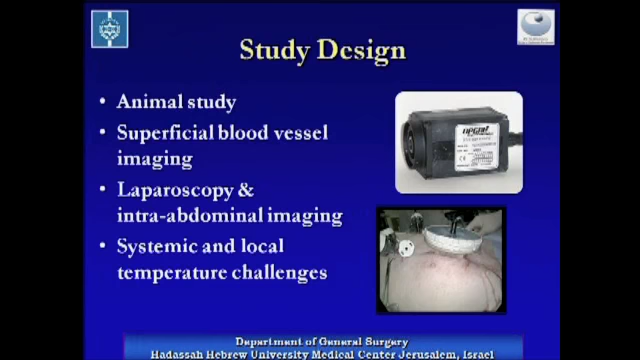 Study Design
• Animal study
• Superficial blood vessel
imaging
• Laparoscopy &
intra-abdominal imaging
• Systemic and local
temperature challenges
Department of General Surgery
Hadassah Hebrew University Medical Center Jerusalem, Israel